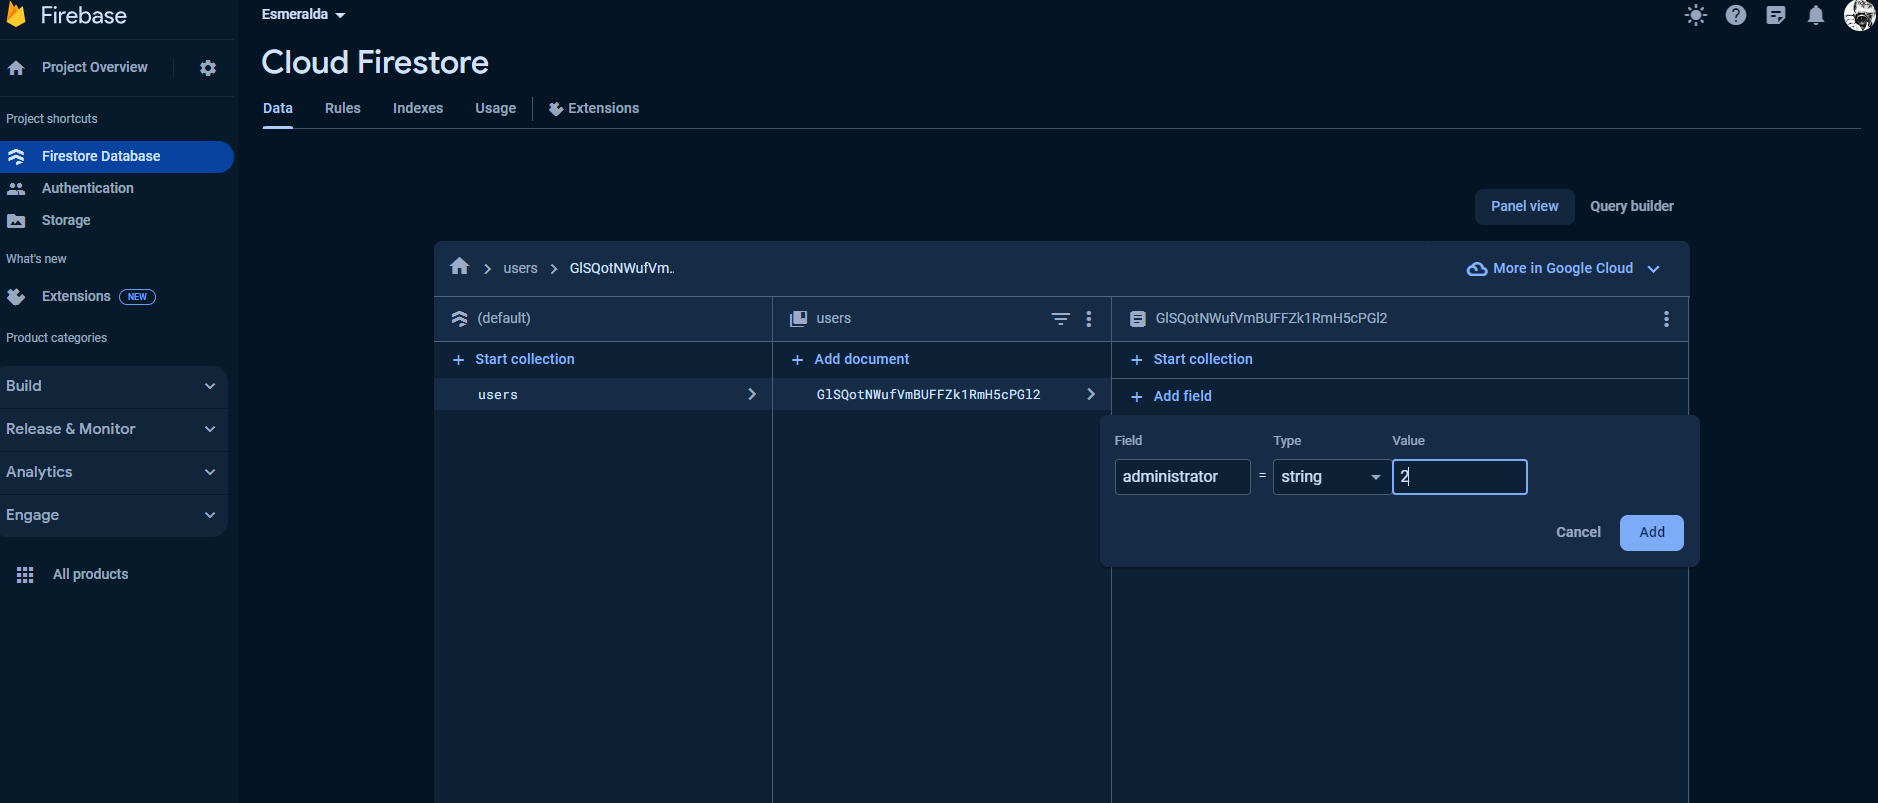 Firebase
Esmeralda
Project Overview
Cloud Firestore
Data Rules Indexes Usage Extensions
Project shortcuts
Firestore Database
Authentication
Storage
What's new
Extensions NEW
Product categories
Build
Release & Monitor
Analytics
Engage
All products
Panel view Query builder
users GlSQotNWufVm..
More in Google Cloud
(default)
users
GlSQotNWufVmBUFFZk1RmH5cPGl2
+ Start collection
+ Add document
+ Start collection
users
GlSQotNWufVmBUFFZk1RmH5cPGl2
+ Add field
Field Type Value
administrator = string 2
Cancel Add